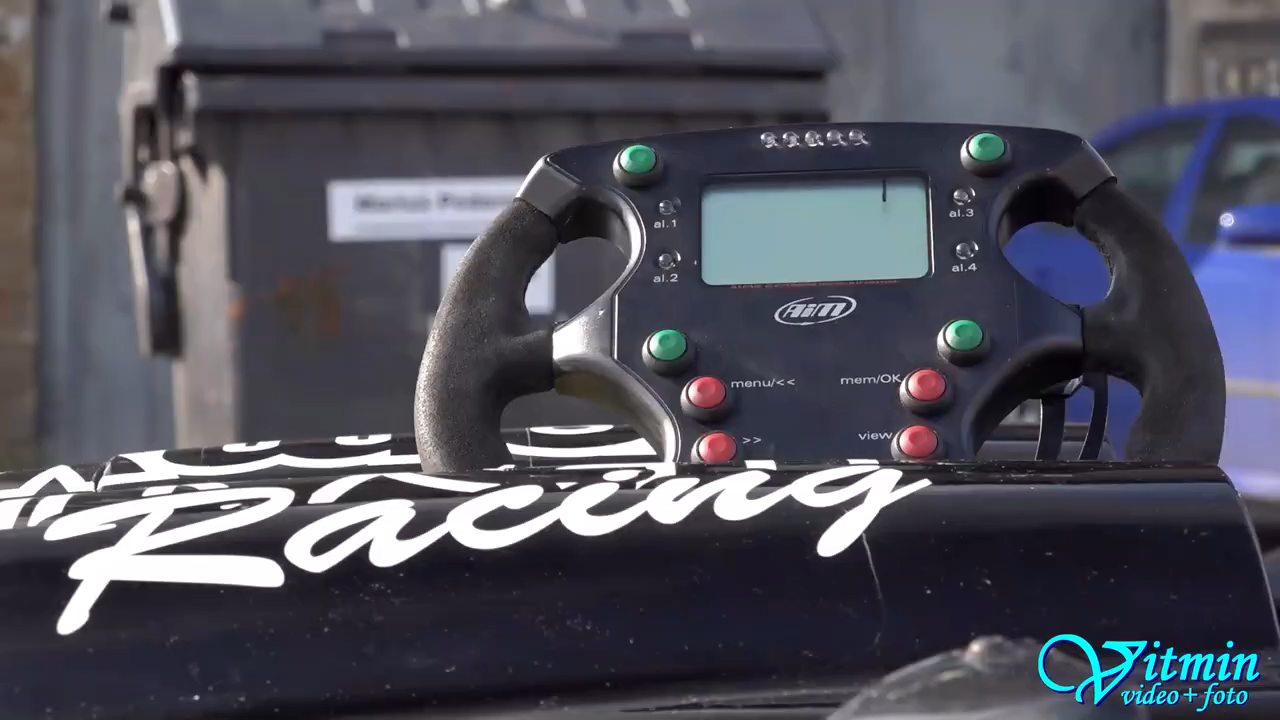 al.1
al.2
al.3
al.4
AiM
menu/<<
mem/OK
>>
view
Racing
Vitmin
video + foto